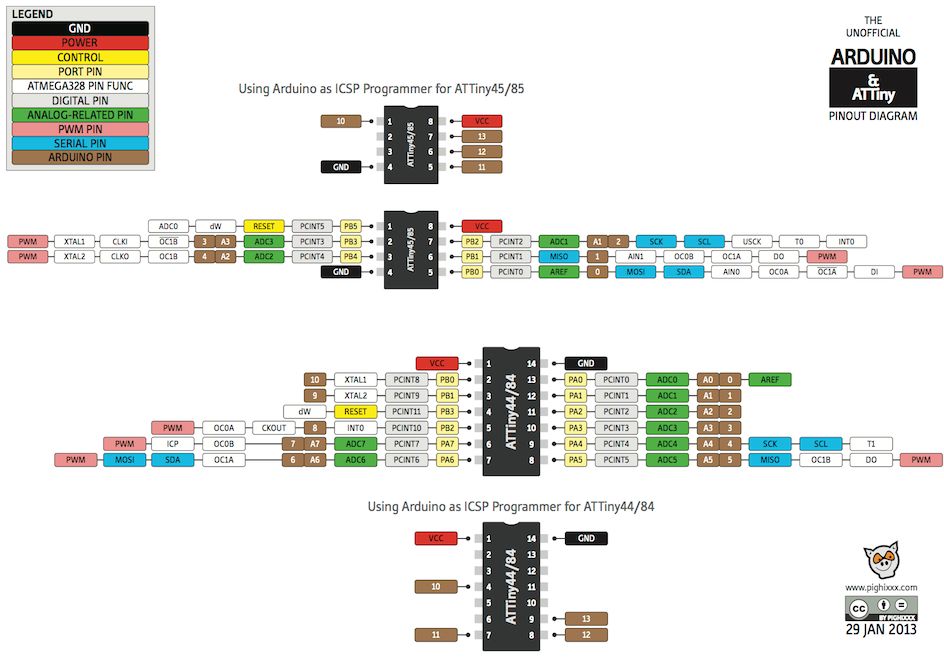 LEGEND
GND
POWER
CONTROL
PORT PIN
ATMEGA328 PIN FUNC
DIGITAL PIN
ANALOG-RELATED PIN
PWM PIN
SERIAL PIN
ARDUINO PIN
THE
UNOFFICIAL
ARDUINO
&
ATTiny
PINOUT DIAGRAM
Using Arduino as ICSP Programmer for ATTiny45/85
10 1 8 VCC
2 7 13
3 6 12
GND 4 5 11
ATTiny45/85
ADC0 dW RESET PCINT5 PB5 1 8 VCC
PWM XTAL1 CLKI OC1B 3 A3 ADC3 PCINT3 PB3 2 7 PB2 PCINT2 ADC1 A1 2 SCK SCL USCK T0 INT0
PWM XTAL2 CLKO OC1B 4 A2 ADC2 PCINT4 PB4 3 6 PB1 PCINT1 MISO 1 AIN1 OC0B OC1A DO PWM
GND 4 5 PB0 PCINT0 AREF 0 MOSI SDA AIN0 OC0A OC1A DI PWM
ATTiny45/85
VCC 1 14 GND
10 XTAL1 PCINT8 PB0 2 13 PA0 PCINT0 ADC0 A0 0 AREF
9 XTAL2 PCINT9 PB1 3 12 PA1 PCINT1 ADC1 A1 1
dW RESET PCINT11 PB3 4 11 PA2 PCINT2 ADC2 A2 2
PWM OC0A CKOUT 8 INT0 PCINT10 PB2 5 10 PA3 PCINT3 ADC3 A3 3
PWM ICP OC0B 7 A7 ADC7 PCINT7 PA7 6 9 PA4 PCINT4 ADC4 A4 4 SCK SCL T1
PWM MOSI SDA OC1A 6 A6 ADC6 PCINT6 PA6 7 8 PA5 PCINT5 ADC5 A5 5 MISO OC1B DO PWM
ATTiny44/84
Using Arduino as ICSP Programmer for ATTiny44/84
VCC 1 14 GND
2 13
3 12
10 4 11
5 10
6 9 13
11 7 8 12
ATTiny44/84
www.pighixxx.com
cc =
BY PIGHIXXX
29 JAN 2013